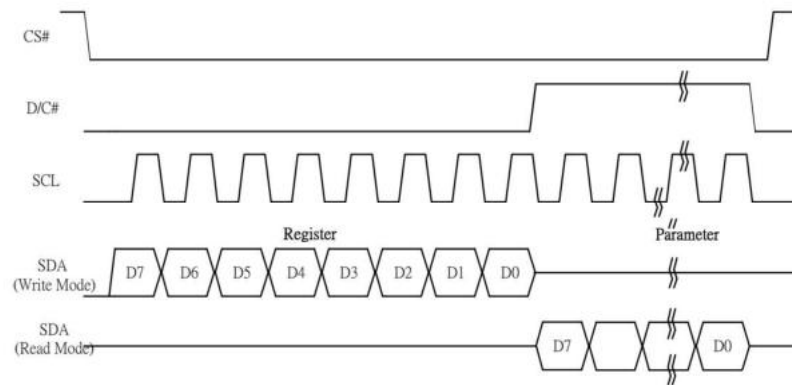 CS#
D/C#
SCL
Register
Parameter
SDA
(Write Mode)
D7 D6 D5 D4 D3 D2 D1 D0
SDA
(Read Mode)
D7 D0